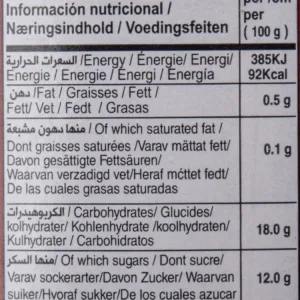 Información nutricional /
Næringsindhold / Voedingsfeiten
per
( 100 g )
السعرات الحرارية /Energy/ Énergie/ Energi/
Energie / Energie / Energi / Energía
385KJ
92Kcal
دهن /Fat / Graisses / Fett /
Fett/ Vet / Fedt / Grasas
0.5 g
منها دهون مشبعة / Of which saturated fat /
Dont graisses saturées /Varav mättat fett/
Davon gesättigte Fettsäuren/
Waarvan verzadigd vet/Heraf mćttet fedt/
De las cuales grasas saturadas
0.1 g
الكربوهيدرات / Carbohydrates/ Glucides/
kolhydrater/ Kohlenhydrate /koolhydraten/
Kulhydrater / Carbohidratos
18.0 g
منها السكر/ Of which sugars / Dont sucre/
Varav sockerarter/Davon Zucker/ Waarvan
suiker/Hvoraf sukker/De los cuales azucar
12.0 g